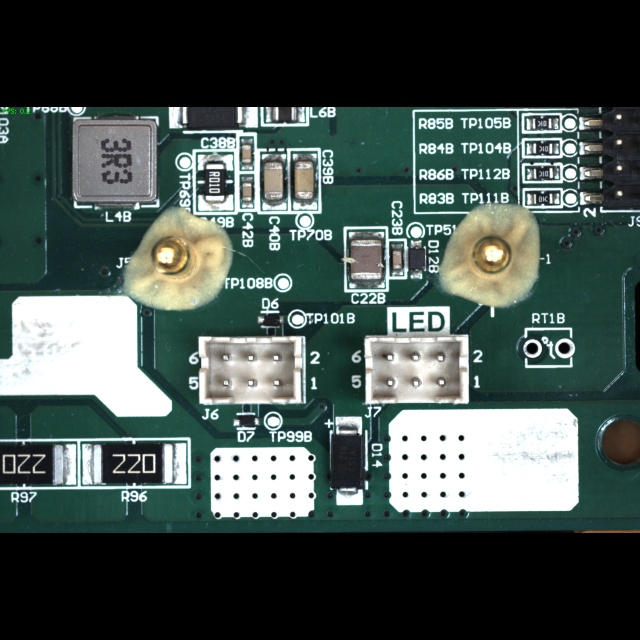 L6B
R85B TP105B
C38B
R84B TP104B
3R3
C39B
R86B TP112B
R010
TP69
R83B TP111B
2
L4B
C42B
C40B
C23B
TP70B
TP51
D12B
-1
TP108B
C22B
D6
TP101B
LED
RT1B
6
2
6
2
5
1
5
1
J6
J7
D7
TP99B
+
D14
220
R97
R96